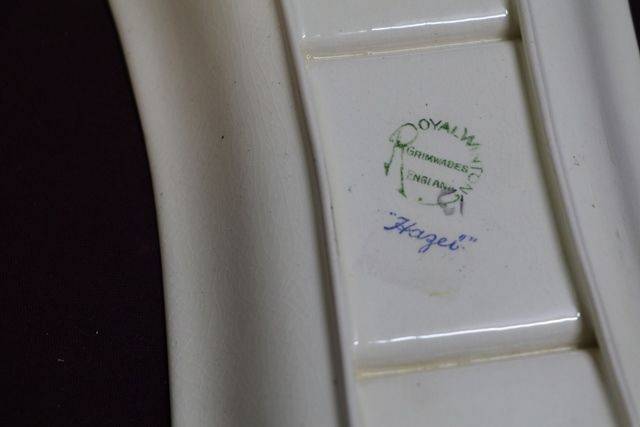 ROYAL WINTON
GRIMWADES
ENGLAND
"Hazel"